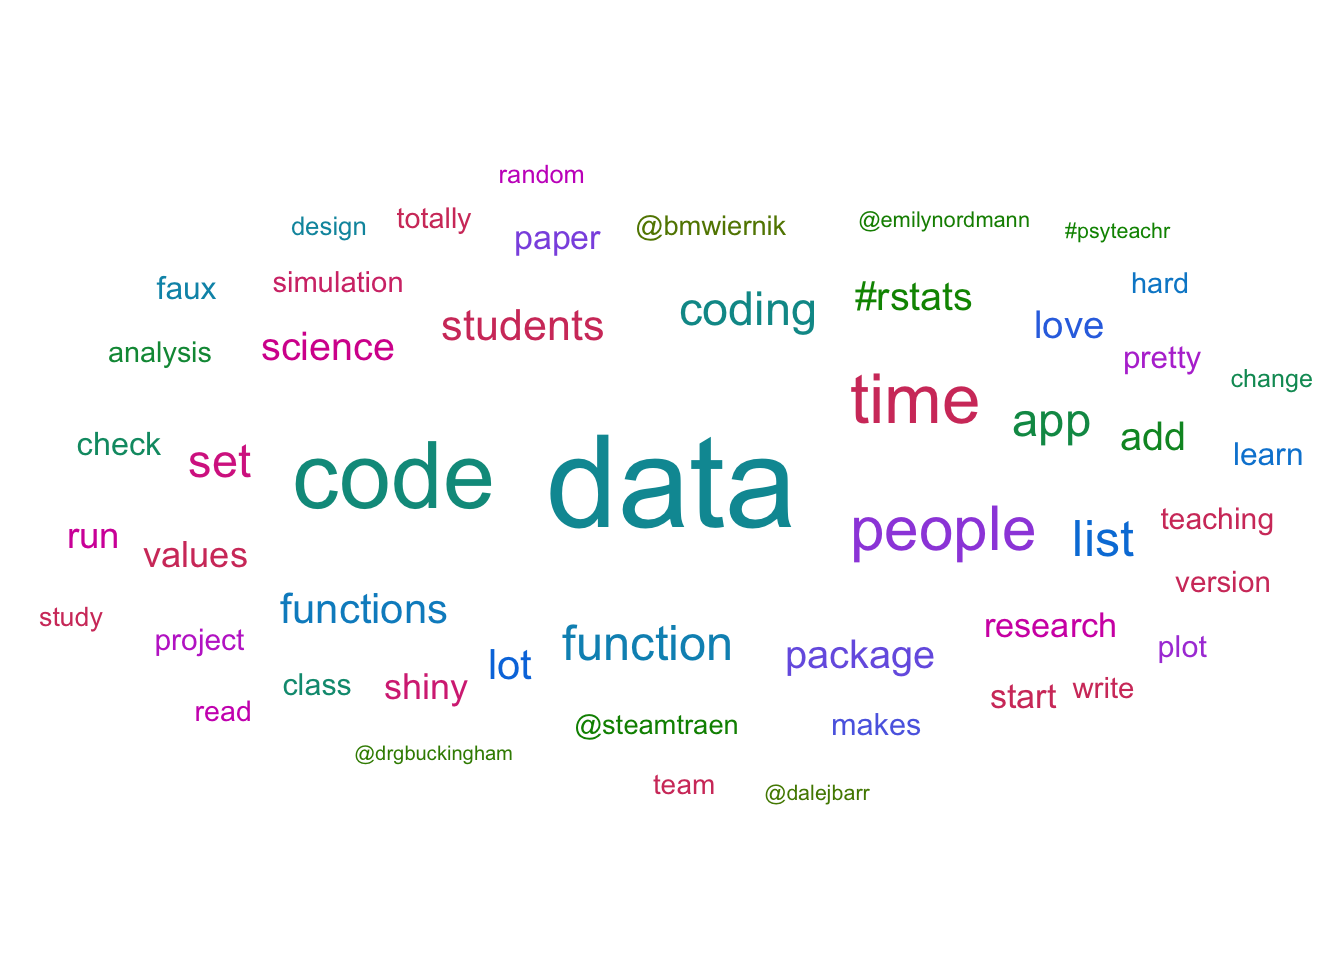 random
design
totally
paper
@bmwiernik
@emilynordmann
#psyteachr
faux
simulation
students
coding
#rstats
love
hard
analysis
science
pretty
change
time
app
add
check
set
code
data
learn
run
values
people
list
teaching
version
study
project
functions
function
package
research
plot
lot
class
shiny
start
write
read
@steamtraen
makes
@drgbuckingham
team
@dalejbarr